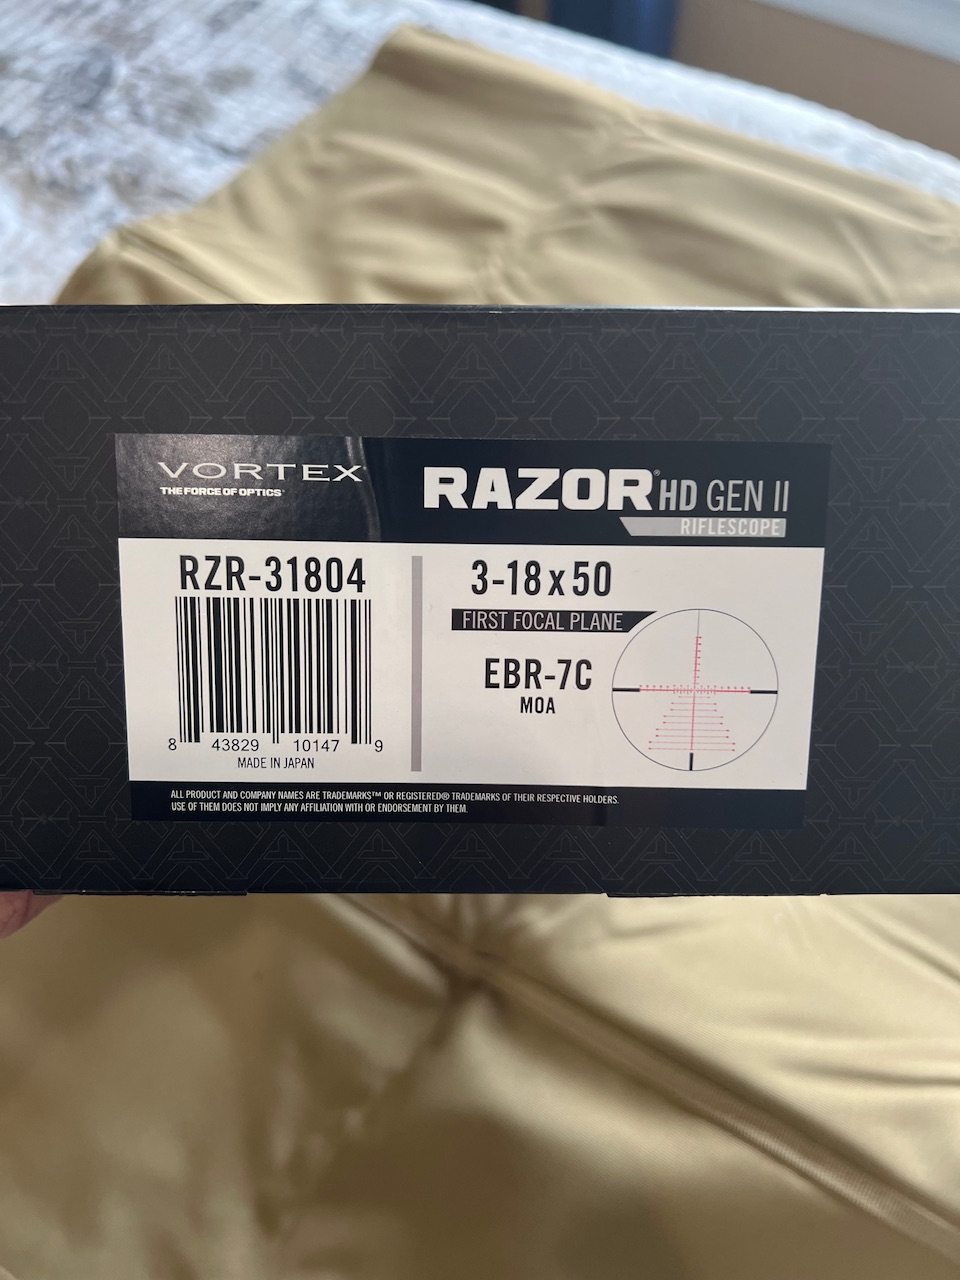 VORTEX
THE FORCE OF OPTICS®
RAZOR® HD GEN II
RIFLESCOPE
RZR-31804
8 43829 10147 9
MADE IN JAPAN
3-18x50
FIRST FOCAL PLANE
EBR-7C
MOA
ALL PRODUCT AND COMPANY NAMES ARE TRADEMARKS™ OR REGISTERED® TRADEMARKS OF THEIR RESPECTIVE HOLDERS.
USE OF THEM DOES NOT IMPLY ANY AFFILIATION WITH OR ENDORSEMENT BY THEM.